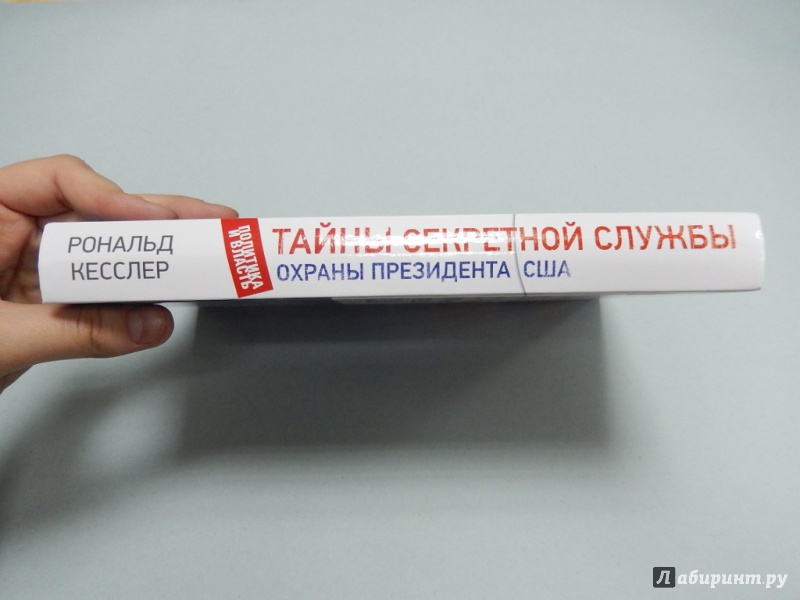 РОНАЛЬД
КЕССЛЕР
ПОЛИТИКА
И ВЛАСТЬ
ТАЙНЫ СЕКРЕТНОЙ СЛУЖБЫ
ОХРАНЫ ПРЕЗИДЕНТА США
Лабиринт.ру